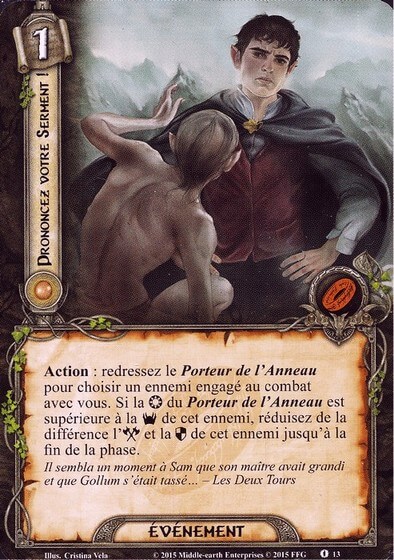 1
PRONONCEZ VOTRE SERMENT !
Action : redressez le Porteur de l'Anneau
pour choisir un ennemi engagé au combat
avec vous. Si la du Porteur de l'Anneau est
supérieure à la de cet ennemi, réduisez de la
différence l' et la de cet ennemi jusqu'à la
fin de la phase.
Il sembla un moment à Sam que son maître avait grandi
et que Gollum s'était tassé… – Les Deux Tours
ÉVÉNEMENT
Illus. Cristina Vela © 2015 Middle-earth Enterprises © 2015 FFG 13